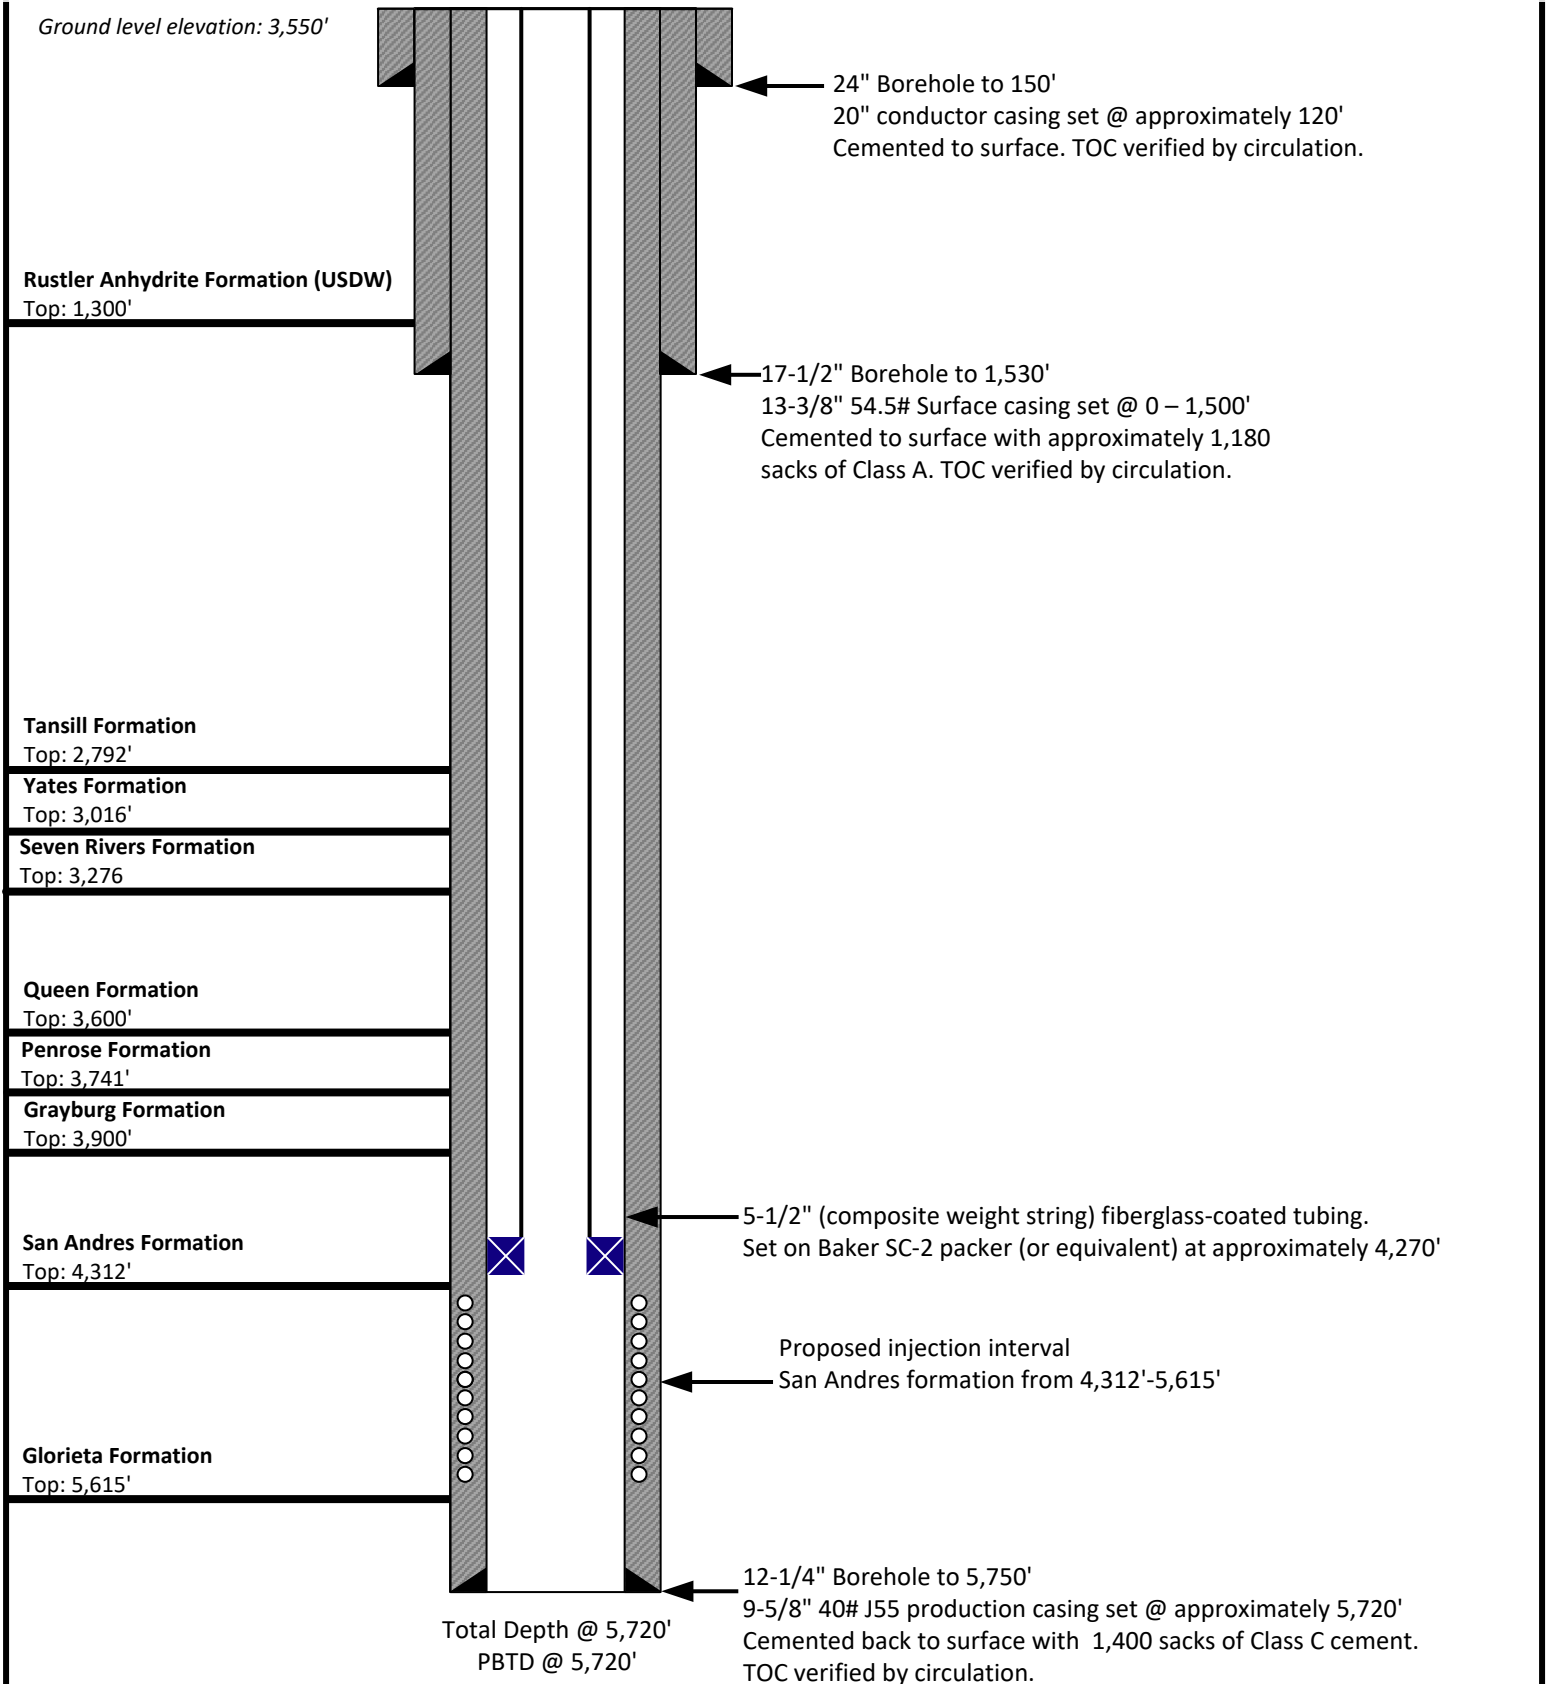 Ground level elevation: 3,550'
24" Borehole to 150'
20" conductor casing set @ approximately 120'
Cemented to surface. TOC verified by circulation.
Rustler Anhydrite Formation (USDW)
Top: 1,300'
17-1/2" Borehole to 1,530'
13-3/8" 54.5# Surface casing set @ 0 – 1,500'
Cemented to surface with approximately 1,180
sacks of Class A. TOC verified by circulation.
Tansill Formation
Top: 2,792'
Yates Formation
Top: 3,016'
Seven Rivers Formation
Top: 3,276
Queen Formation
Top: 3,600'
Penrose Formation
Top: 3,741'
Grayburg Formation
Top: 3,900'
5-1/2" (composite weight string) fiberglass-coated tubing.
Set on Baker SC-2 packer (or equivalent) at approximately 4,270'
San Andres Formation
Top: 4,312'
Proposed injection interval
San Andres formation from 4,312'-5,615'
Glorieta Formation
Top: 5,615'
12-1/4" Borehole to 5,750'
9-5/8" 40# J55 production casing set @ approximately 5,720'
Cemented back to surface with  1,400 sacks of Class C cement.
TOC verified by circulation.
Total Depth @ 5,720'
PBTD @ 5,720'